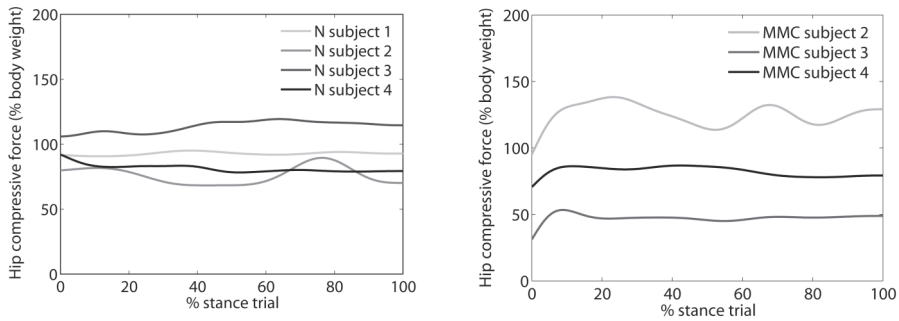 Hip compressive force (% body weight)
200
150
100
50
0
N subject 1
N subject 2
N subject 3
N subject 4
0 20 40 60 80 100
% stance trial
Hip compressive force (% body weight)
200
150
100
50
0
MMC subject 2
MMC subject 3
MMC subject 4
0 20 40 60 80 100
% stance trial